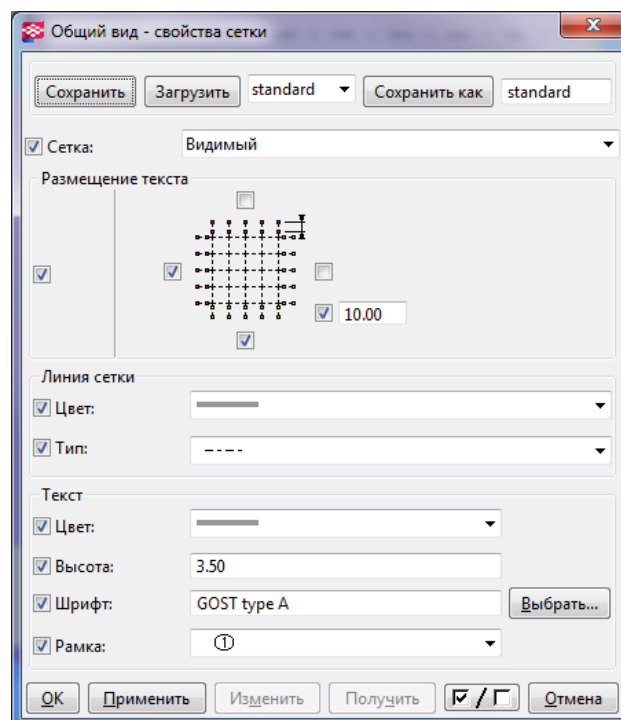 Общий вид - свойства сетки
Сохранить Загрузить standard Сохранить как standard
Сетка: Видимый
Размещение текста
10.00
Линия сетки
Цвет:
Тип:
Текст
Цвет:
Высота: 3.50
Шрифт: GOST type A Выбрать...
Рамка: 1
OK Применить Изменить Получить / Отмена